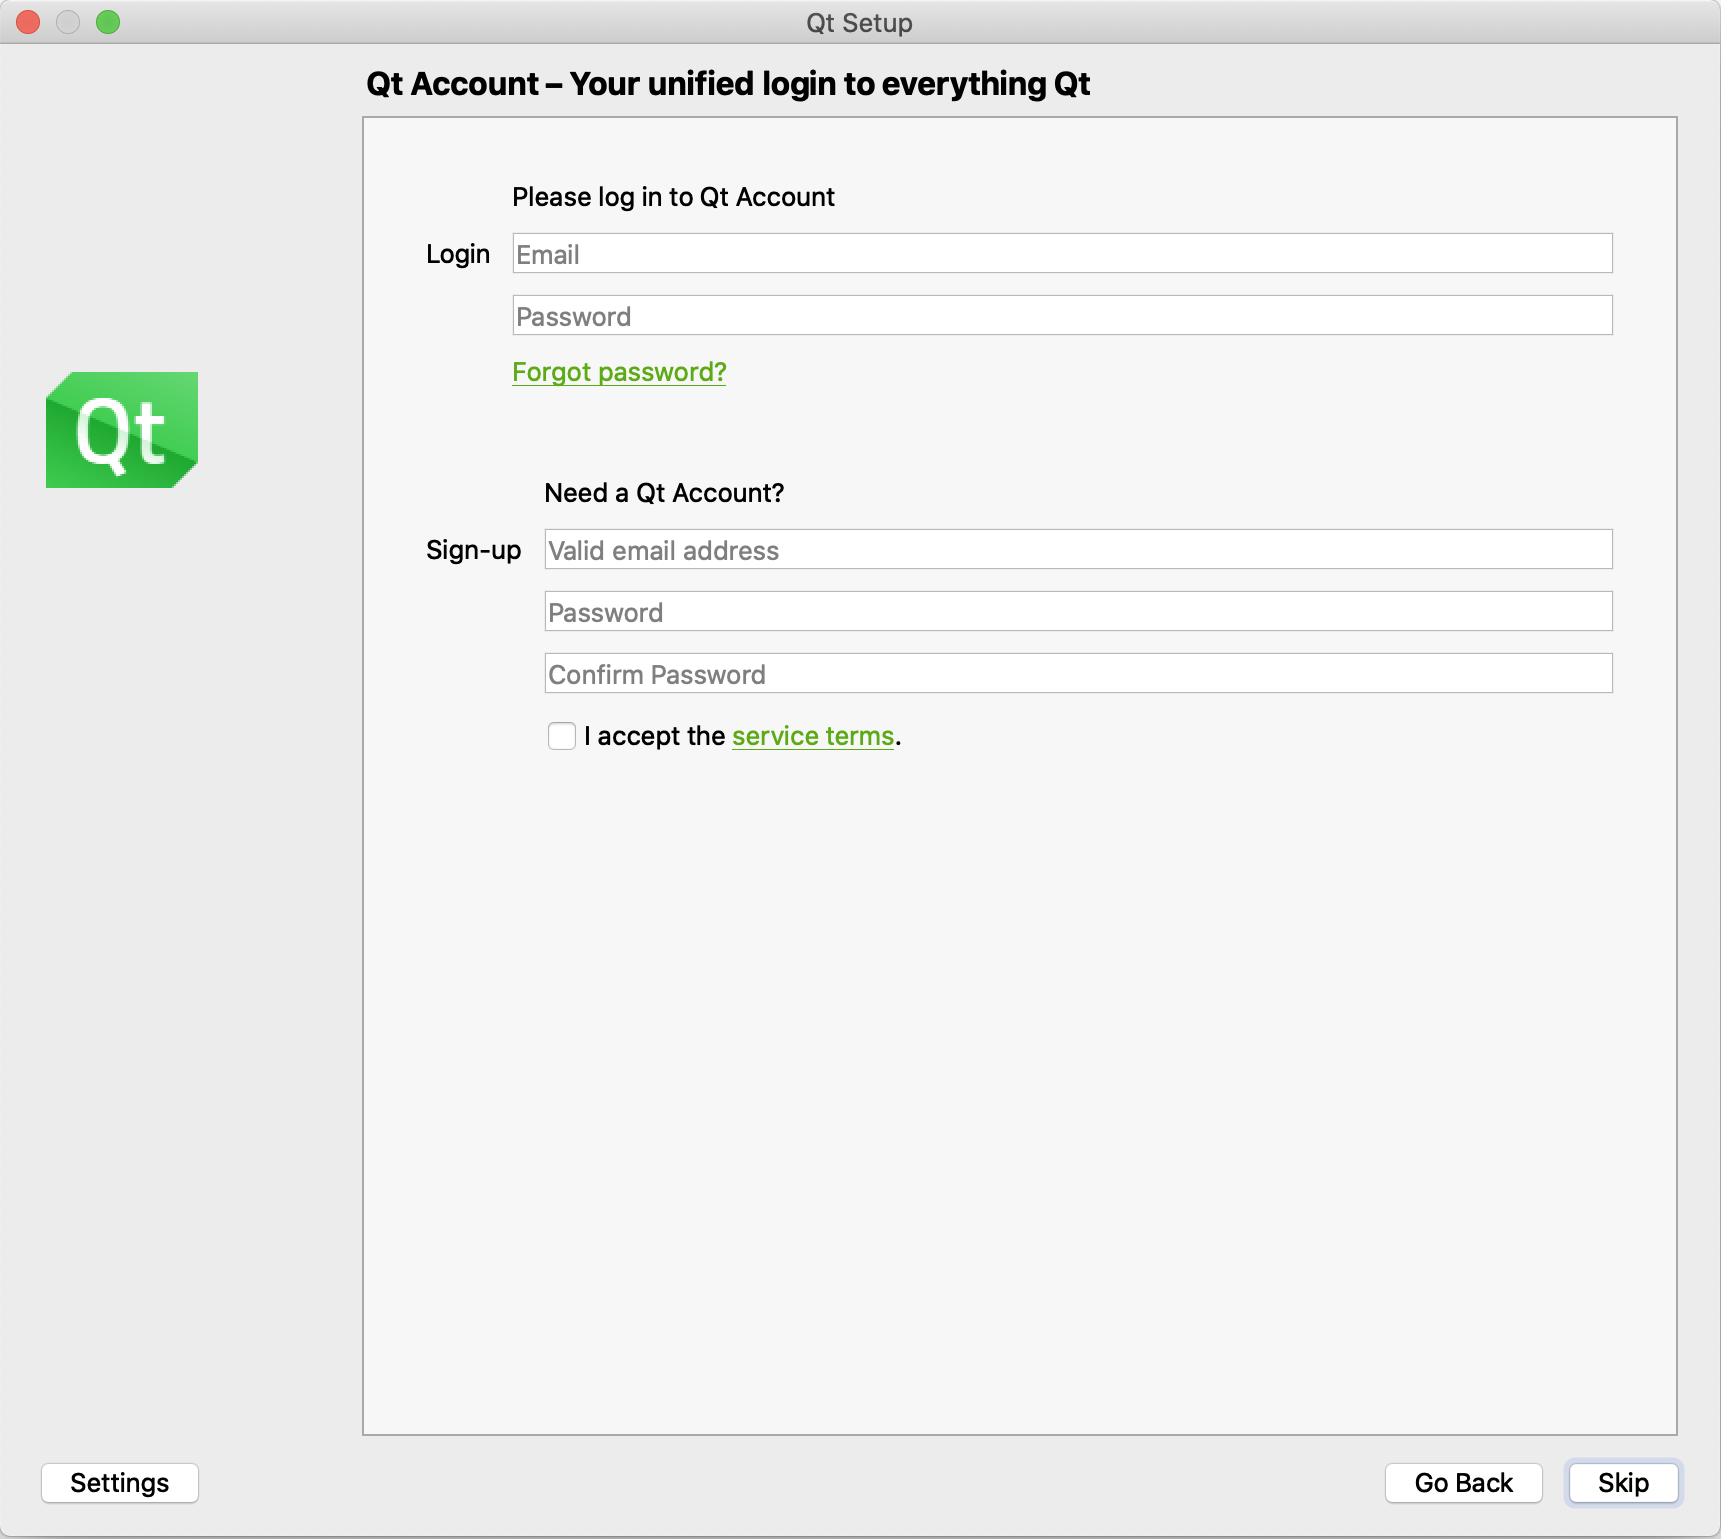 Qt Setup
Qt Account – Your unified login to everything Qt
Please log in to Qt Account
Login
Email
Password
Forgot password?
Qt
Need a Qt Account?
Sign-up
Valid email address
Password
Confirm Password
I accept the service terms.
Settings
Go Back
Skip